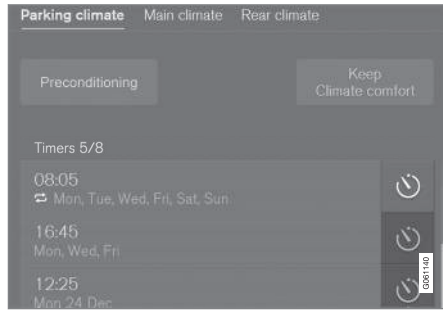 Parking climate Main climate Rear climate
Preconditioning
Keep
Climate comfort
Timers 5/8
08:05
Mon, Tue, Wed, Fri, Sat, Sun
16:45
Mon, Wed, Fri
12:25
Mon 24 Dec
G061140